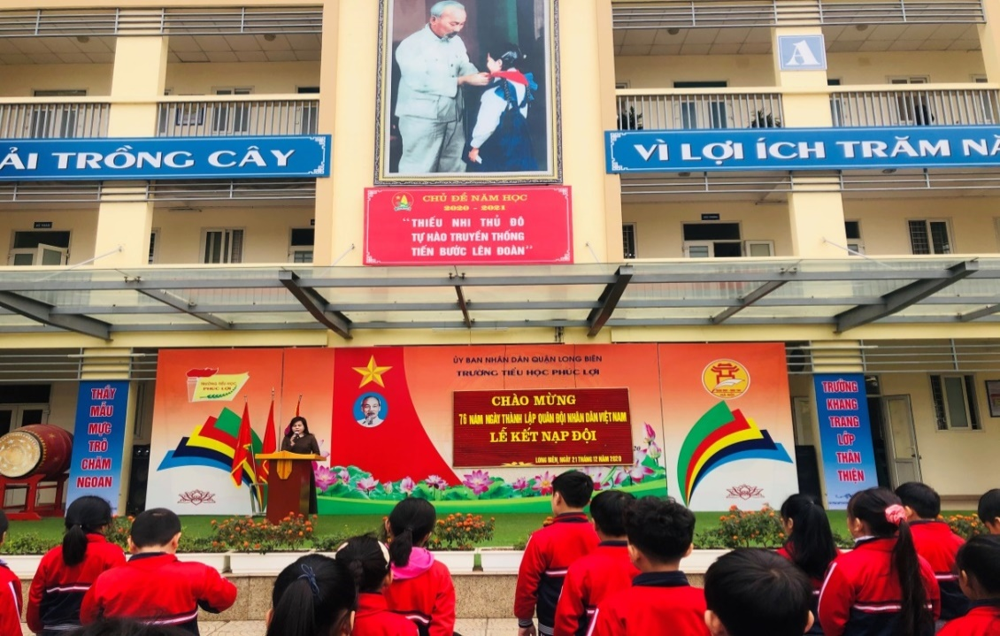 A
ẢI TRỒNG CÂY
VÌ LỢI ÍCH TRĂM NĂ
CHỦ ĐỀ NĂM HỌC
2020 - 2021
"THIẾU NHI THỦ ĐÔ
TỰ HÀO TRUYỀN THỐNG
TIẾN BƯỚC LÊN ĐOÀN"
ỦY BAN NHÂN DÂN QUẬN LONG BIÊN
TRƯỜNG TIỂU HỌC PHÚC LỢI
TRƯỜNG TIỂU HỌC
PHÚC LỢI
CHÀO MỪNG
76 NĂM NGÀY THÀNH LẬP QUÂN ĐỘI NHÂN DÂN VIỆT NAM
LỄ KẾT NẠP ĐỘI
LONG BIÊN, NGÀY 21 THÁNG 12 NĂM 2020
THẦY
MẪU
MỰC
TRÒ
CHĂM
NGOAN
TRƯỜNG
KHANG
TRANG
LỚP
THÂN
THIỆN